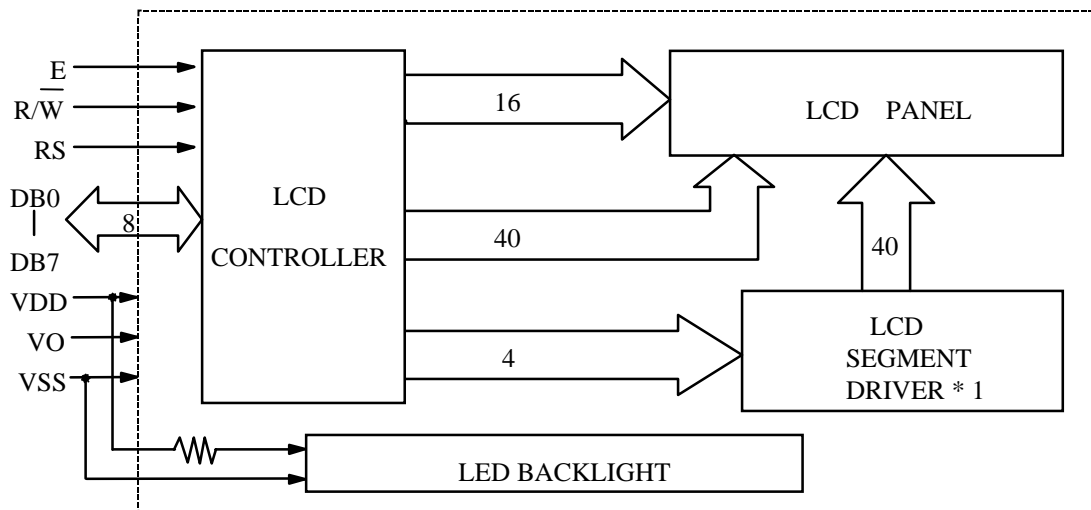 E
R/W
RS
DB0
DB7
VDD
VO
VSS
8
LCD
CONTROLLER
16
40
4
LCD PANEL
40
LCD
SEGMENT
DRIVER * 1
LED BACKLIGHT